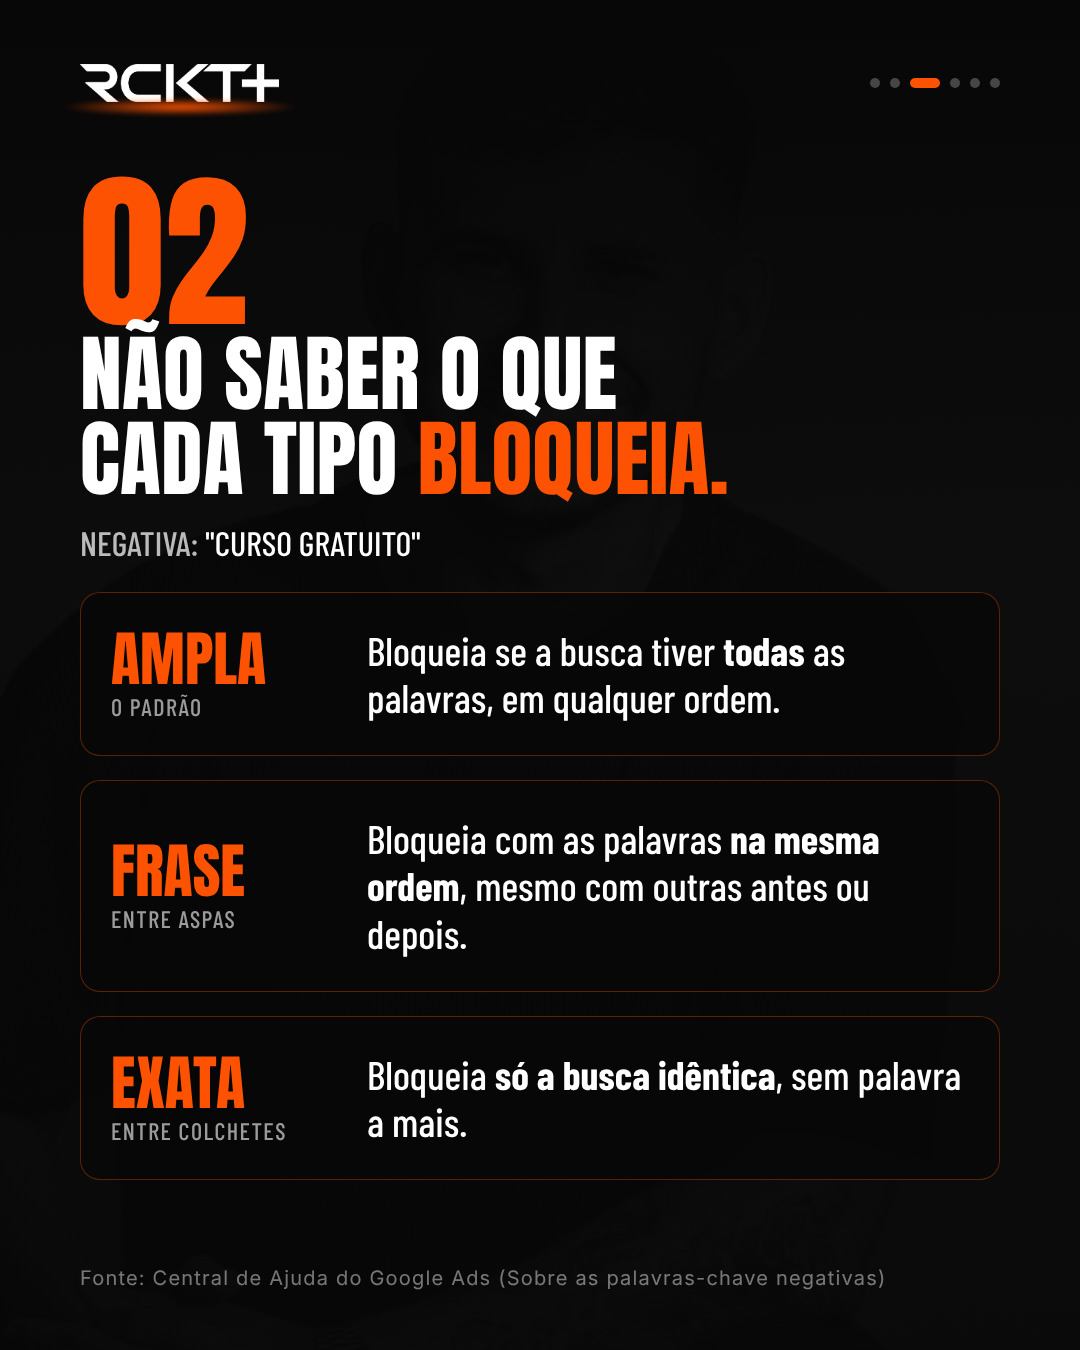 RCKT+
02
NÃO SABER O QUE
CADA TIPO BLOQUEIA.
NEGATIVA: "CURSO GRATUITO"
AMPLA
O PADRÃO
Bloqueia se a busca tiver todas as
palavras, em qualquer ordem.
FRASE
ENTRE ASPAS
Bloqueia com as palavras na mesma
ordem, mesmo com outras antes ou
depois.
EXATA
ENTRE COLCHETES
Bloqueia só a busca idêntica, sem palavra
a mais.
Fonte: Central de Ajuda do Google Ads (Sobre as palavras-chave negativas)